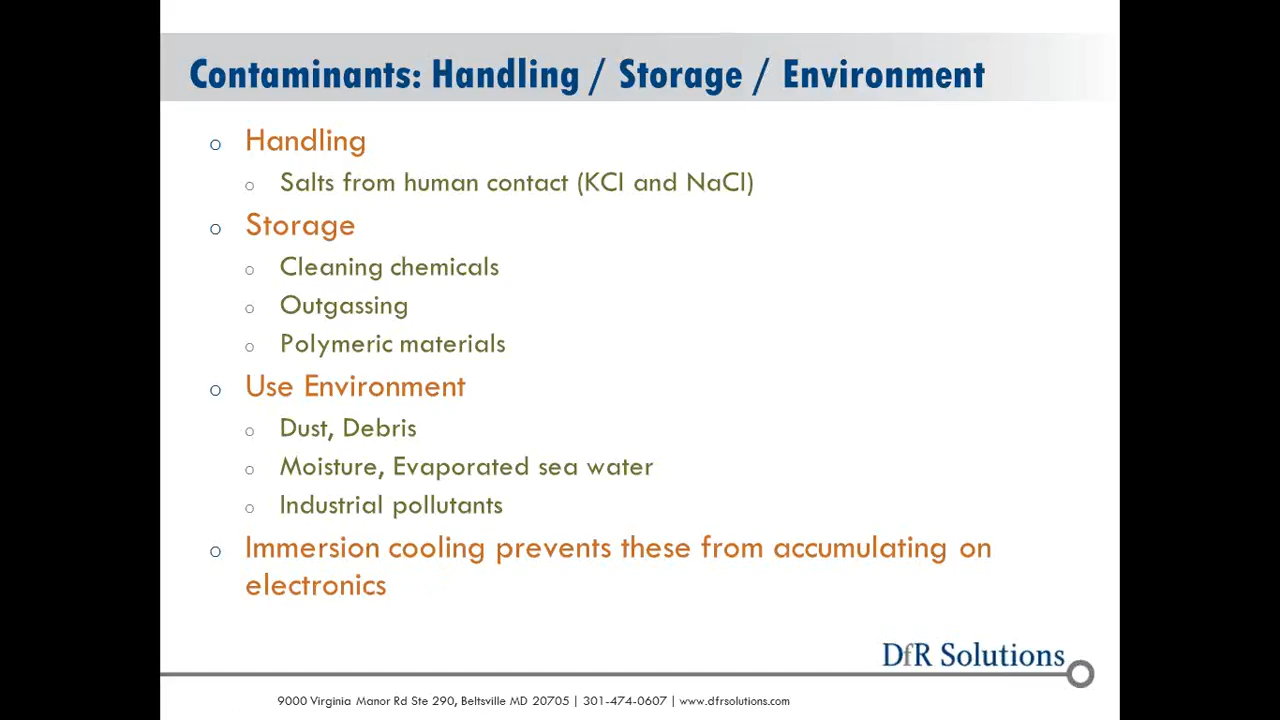 Contaminants: Handling / Storage / Environment
o Handling
o Salts from human contact (KCl and NaCl)
o Storage
o Cleaning chemicals
o Outgassing
o Polymeric materials
o Use Environment
o Dust, Debris
o Moisture, Evaporated sea water
o Industrial pollutants
o Immersion cooling prevents these from accumulating on
electronics
DfR Solutions
9000 Virginia Manor Rd Ste 290, Beltsville MD 20705 | 301-474-0607 | www.dfrsolutions.com